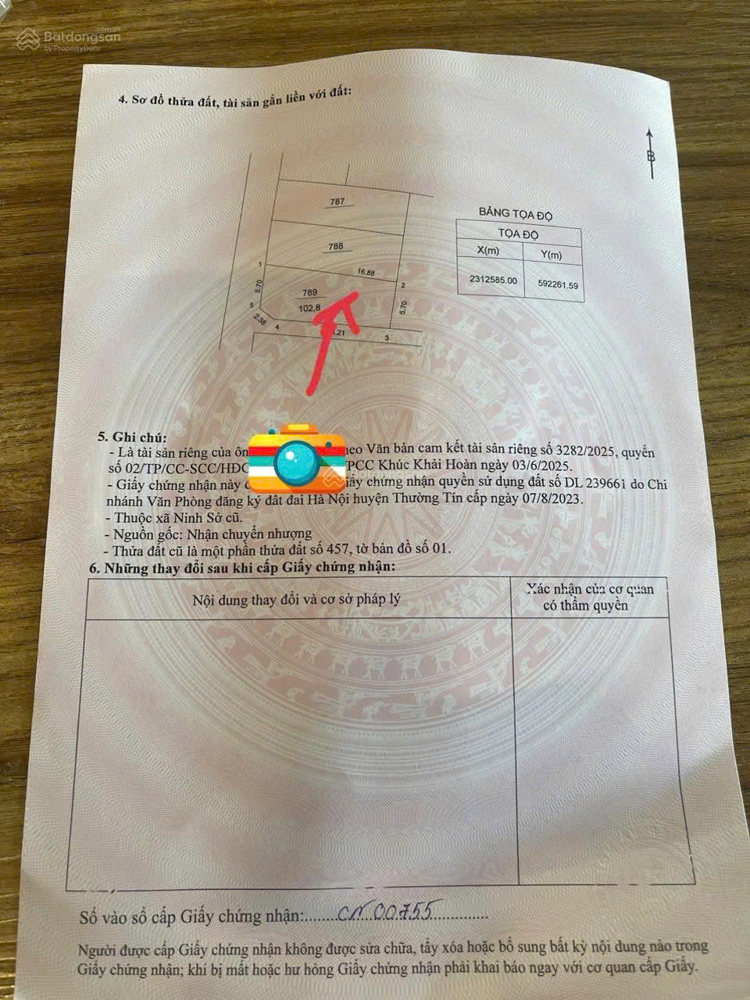 Batdongsan
.com.vn
by PropertyGuru
4. Sơ đồ thửa đất, tài sản gắn liền với đất:
B
787
788
1
16.88
2
5.70
789
102,8
5.70
5
2.38
4
.21
3
BẢNG TỌA ĐỘ
TỌA ĐỘ
X(m) Y(m)
2312585.00 592261.59
5. Ghi chú:
- Là tài sản riêng của ôn heo Văn bản cam kết tài sản riêng số 3282/2025, quyển
số 02/TP/CC-SCC/HĐG PCC Khúc Khải Hoàn ngày 03/6/2025.
- Giấy chứng nhận này iấy chứng nhận quyền sử dụng đất số DL 239661 do Chi
nhánh Văn Phòng đăng ký đất đai Hà Nội huyện Thường Tín cấp ngày 07/8/2023.
- Thuộc xã Ninh Sở cũ.
- Nguồn gốc: Nhận chuyển nhượng
- Thửa đất cũ là một phần thửa đất số 457, tờ bản đồ số 01.
6. Những thay đổi sau khi cấp Giấy chứng nhận:
Nội dung thay đổi và cơ sở pháp lý
Xác nhận của cơ quan
có thẩm quyền
Số vào sổ cấp Giấy chứng nhận:.......CN.00755..............
Người được cấp Giấy chứng nhận không được sửa chữa, tẩy xóa hoặc bổ sung bất kỳ nội dung nào trong
Giấy chứng nhận; khi bị mất hoặc hư hỏng Giấy chứng nhận phải khai báo ngay với cơ quan cấp Giấy.